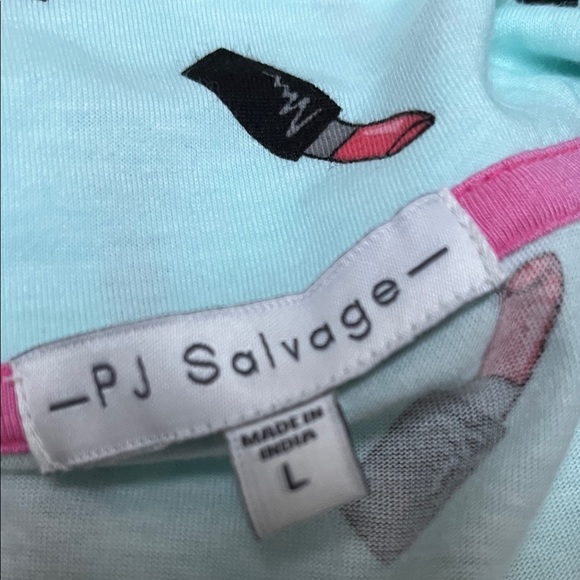 —PJ Salvage—
MADE IN
INDIA
L